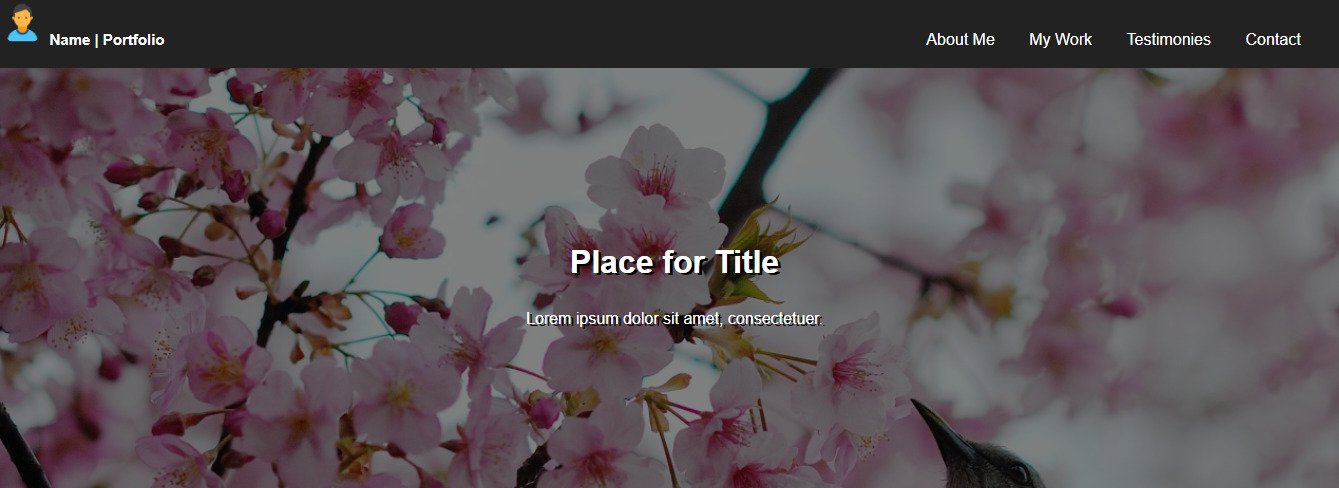 Name | Portfolio
About Me My Work Testimonies Contact
Place for Title
Lorem ipsum dolor sit amet, consectetuer.